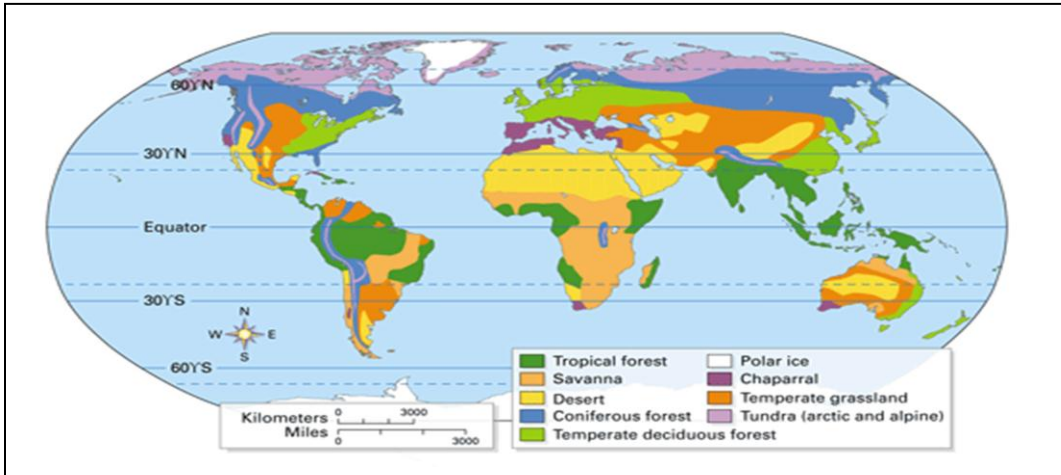 60ϒN
30ϒN
Equator
30ϒS
60ϒS
N
W E
S
Kilometers
0 3000
Miles
0 3000
Tropical forest
Savanna
Desert
Coniferous forest
Temperate deciduous forest
Polar ice
Chaparral
Temperate grassland
Tundra (arctic and alpine)